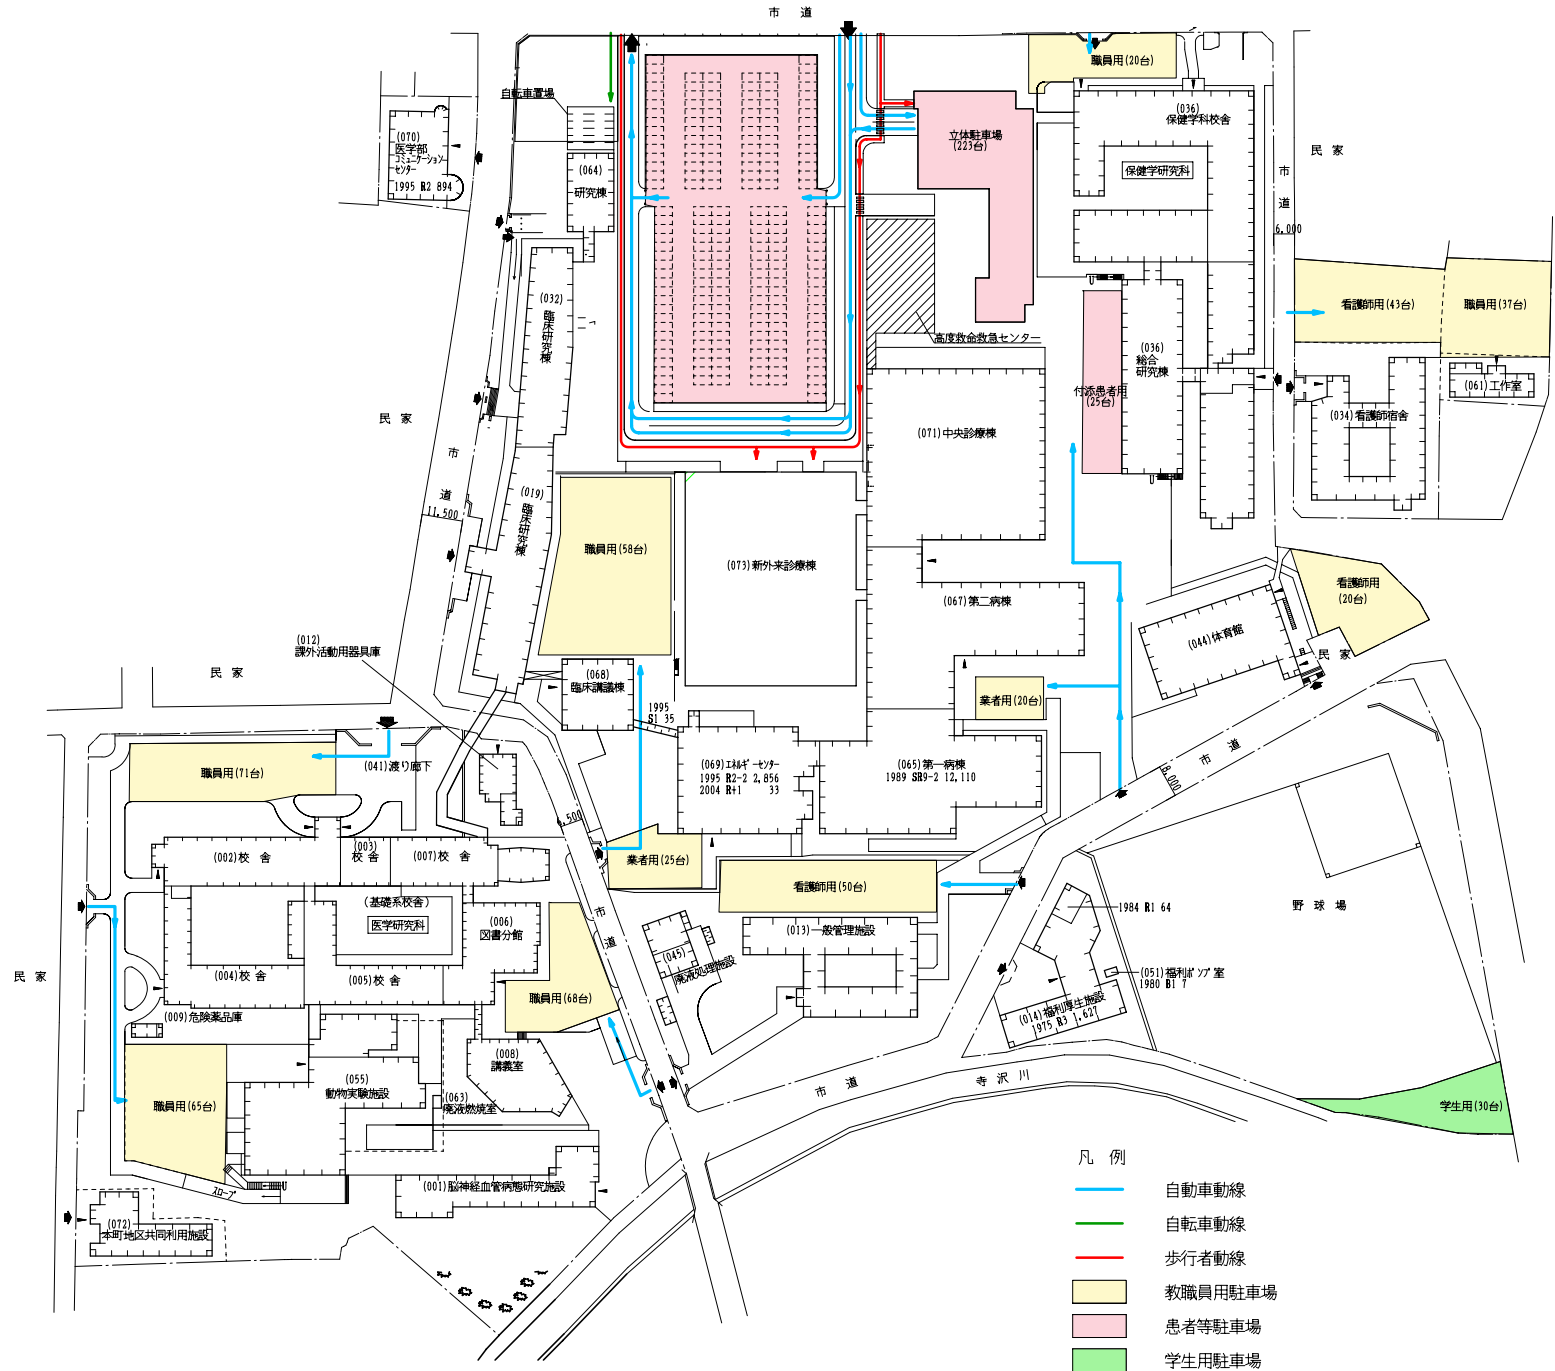 市 道
職員用(20台)
自転車置場
(036)
保健学科校舎
(070)
医学部
コミュニケーション
センター
1995 R2 894
立体駐車場
(223台)
民 家
(064)
研究棟
保健学研究科
市 道
6.000
(032)
臨床研究棟
看護師用(43台)
職員用(37台)
高度救命救急センター
(036)
総合
研究棟
付添患者用
(25台)
(061)工作室
(034)看護師宿舎
民 家
(071)中央診療棟
市 道
11.500
(019)
臨床研究棟
職員用(58台)
(073)新外来診療棟
(067)第二病棟
看護師用
(20台)
(044)体育館
民 家
(012)
課外活動用器具庫
民 家
(068)
臨床講義棟
1995
S1 35
業者用(20台)
市 道
8.000
職員用(71台)
(041)渡り廊下
(069)エネルギーセンター
1995 R2-2 2,856
2004 R+1 33
(065)第一病棟
1989 SR9-2 12,110
6.500
(002)校 舎
(003)
校 舎
(007)校 舎
業者用(25台)
看護師用(50台)
(基礎系校舎)
医学研究科
(006)
図書分館
市 道
(013)一般管理施設
1984 R1 64
野 球 場
(045)
廃液処理施設
民 家
(004)校 舎
(005)校 舎
職員用(68台)
(051)福利ポンプ室
1980 B1 7
(009)危険薬品庫
(014)福利厚生施設
1975 R3 1,627
(008)
講義室
(055)
動物実験施設
(063)
廃液燃焼室
市 道
寺 沢 川
職員用(65台)
学生用(30台)
スロープ
(001)脳神経血管病態研究施設
(072)
本町地区共同利用施設
凡 例
自動車動線
自転車動線
歩行者動線
教職員用駐車場
患者等駐車場
学生用駐車場